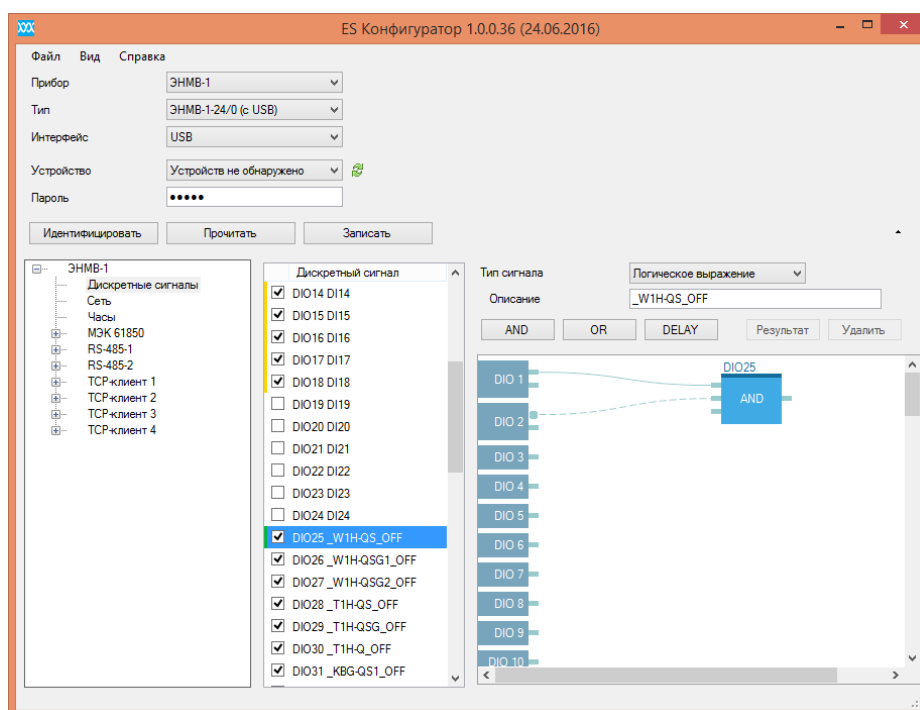 ES Конфигуратор 1.0.0.36 (24.06.2016)
Файл Вид Справка
Прибор ЭНМВ-1
Тип ЭНМВ-1-24/0 (с USB)
Интерфейс USB
Устройство Устройств не обнаружено
Пароль •••••
Идентифицировать Прочитать Записать
ЭНМВ-1
Дискретные сигналы
Сеть
Часы
МЭК 61850
RS-485-1
RS-485-2
TCP-клиент 1
TCP-клиент 2
TCP-клиент 3
TCP-клиент 4
Дискретный сигнал
DIO14 DI14
DIO15 DI15
DIO16 DI16
DIO17 DI17
DIO18 DI18
DIO19 DI19
DIO20 DI20
DIO21 DI21
DIO22 DI22
DIO23 DI23
DIO24 DI24
DIO25 _W1H-QS_OFF
DIO26 _W1H-QSG1_OFF
DIO27 _W1H-QSG2_OFF
DIO28 _T1H-QS_OFF
DIO29 _T1H-QSG_OFF
DIO30 _T1H-Q_OFF
DIO31 _KBG-QS1_OFF
Тип сигнала Логическое выражение
Описание _W1H-QS_OFF
AND OR DELAY Результат Удалить
DIO25
AND
DIO 1
DIO 2
DIO 3
DIO 4
DIO 5
DIO 6
DIO 7
DIO 8
DIO 9
DIO 10